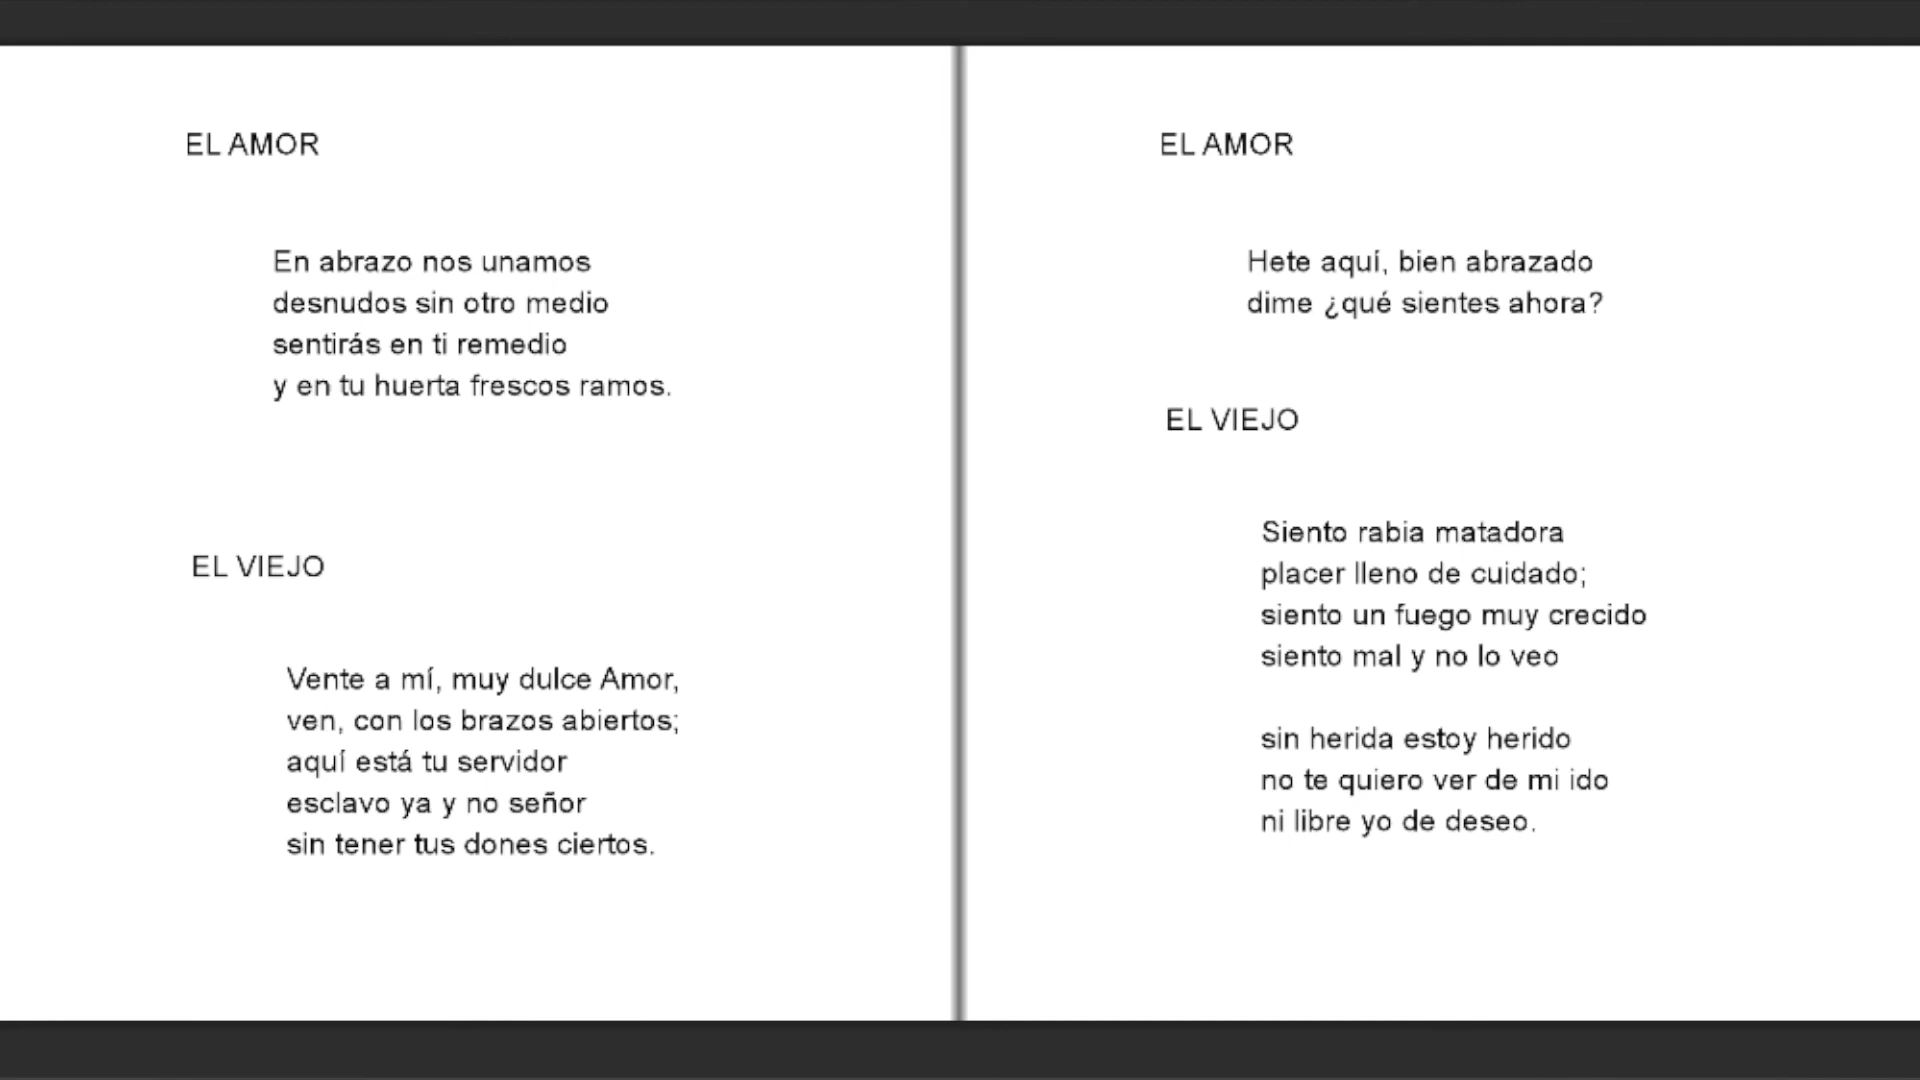 EL AMOR
En abrazo nos unamos
desnudos sin otro medio
sentirás en ti remedio
y en tu huerta frescos ramos.
EL VIEJO
Vente a mí, muy dulce Amor,
ven, con los brazos abiertos;
aquí está tu servidor
esclavo ya y no señor
sin tener tus dones ciertos.
EL AMOR
Hete aquí, bien abrazado
dime ¿qué sientes ahora?
EL VIEJO
Siento rabia matadora
placer lleno de cuidado;
siento un fuego muy crecido
siento mal y no lo veo
sin herida estoy herido
no te quiero ver de mi ido
ni libre yo de deseo.